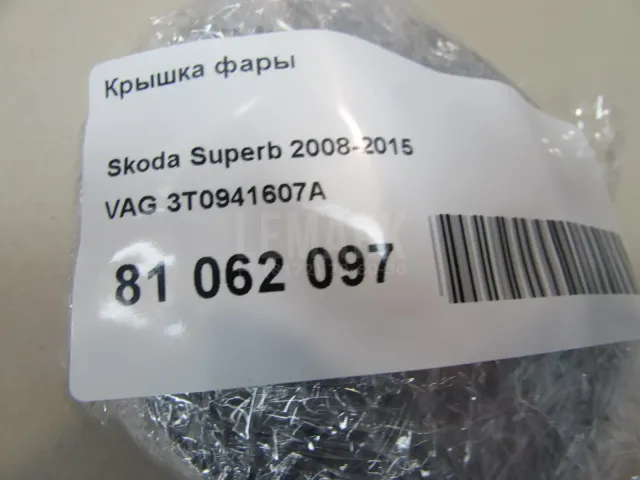 Крышка фары
Skoda Superb 2008-2015
VAG 3T0941607A
81 062 097